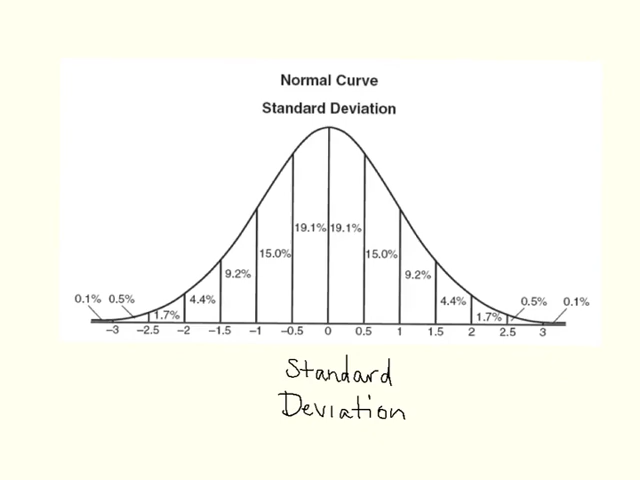 Normal Curve
Standard Deviation
19.1% 19.1%
15.0% 15.0%
9.2% 9.2%
0.1% 0.5% 4.4% 4.4% 0.5% 0.1%
1.7% 1.7%
−3 −2.5 −2 −1.5 −1 −0.5 0 0.5 1 1.5 2 2.5 3
Standard
Deviation